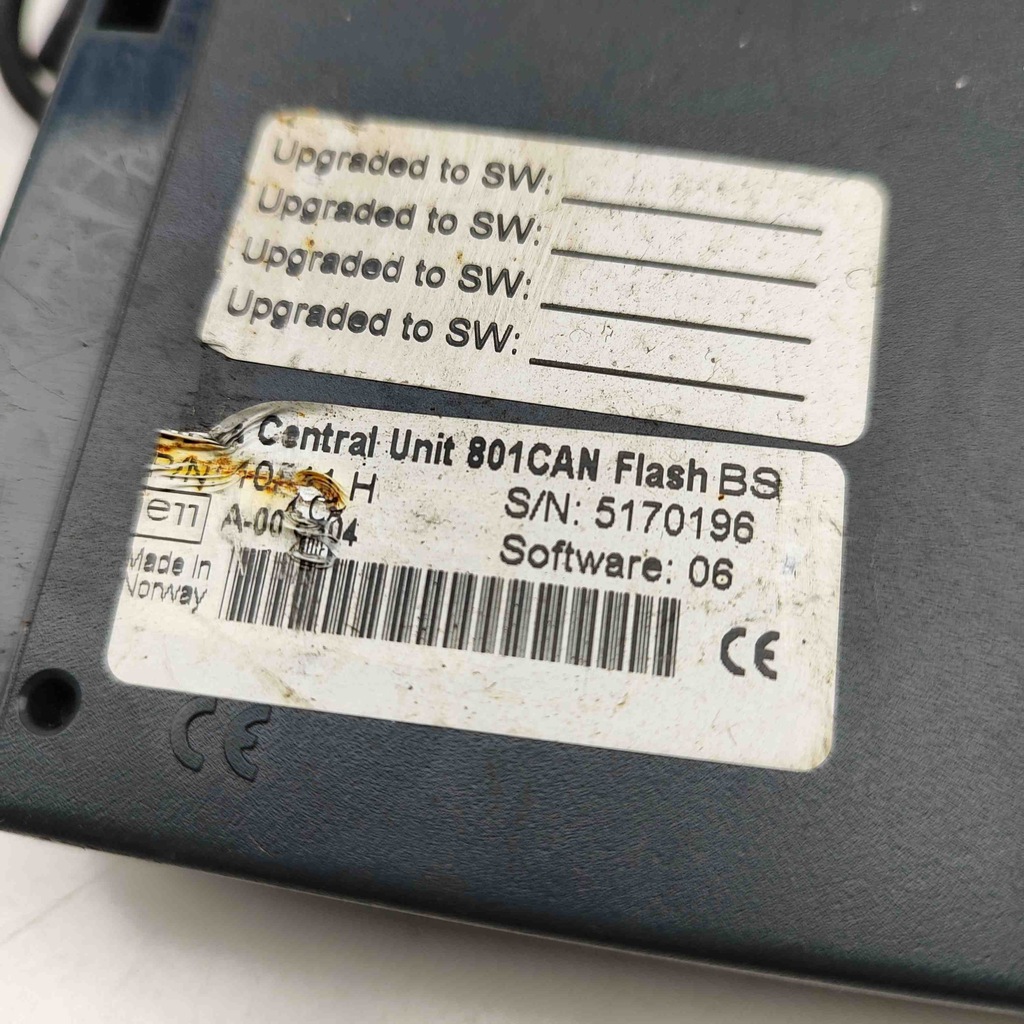 Upgraded to SW:
Upgraded to SW:
Upgraded to SW:
Upgraded to SW:
Central Unit 801CAN Flash BS
P/N H
S/N: 5170196
e11
Software: 06
Made In
Norway
CE
CE